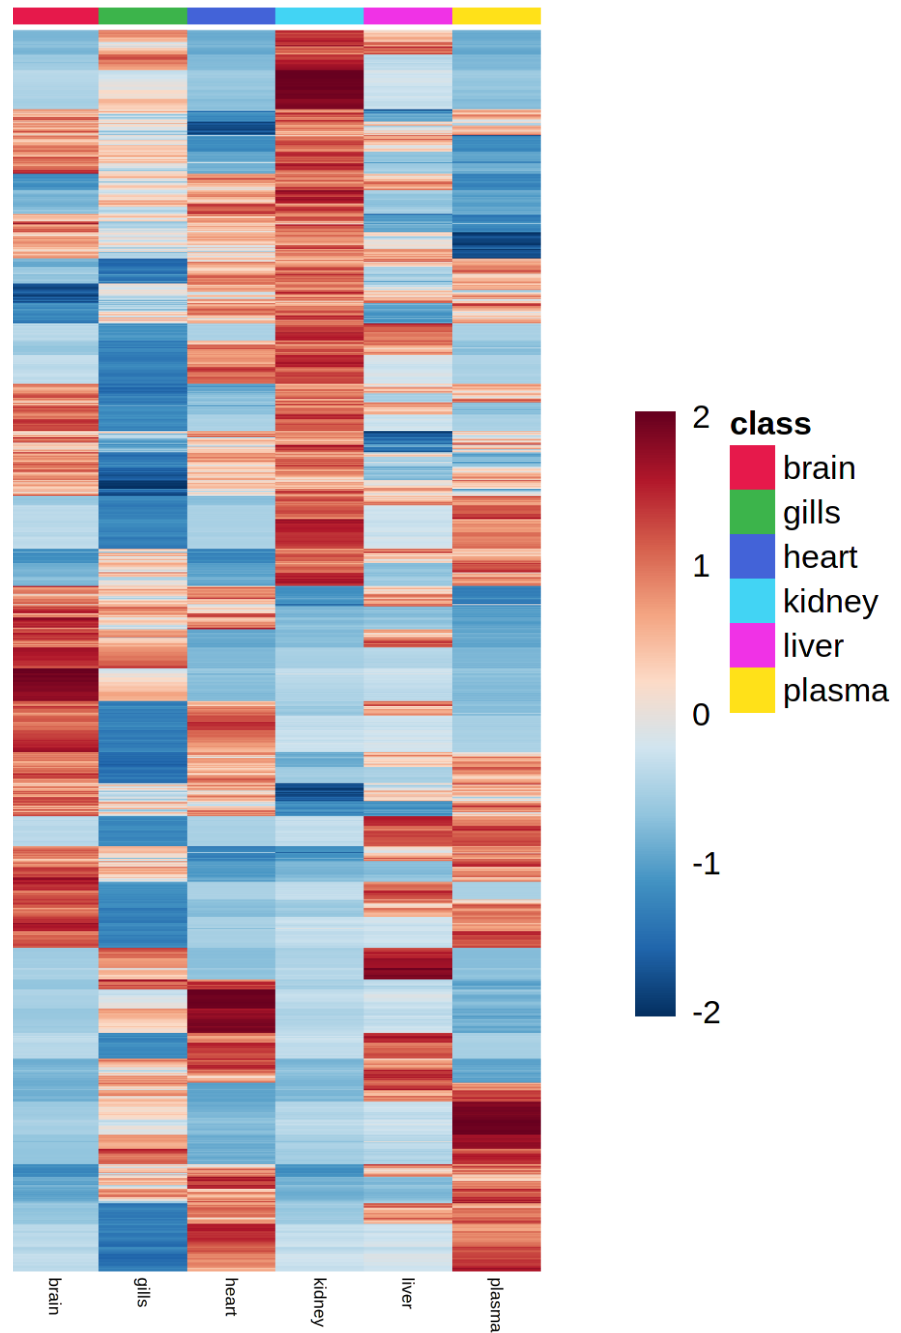 2
1
0
-1
-2
class
brain
gills
heart
kidney
liver
plasma
brain
gills
heart
kidney
liver
plasma